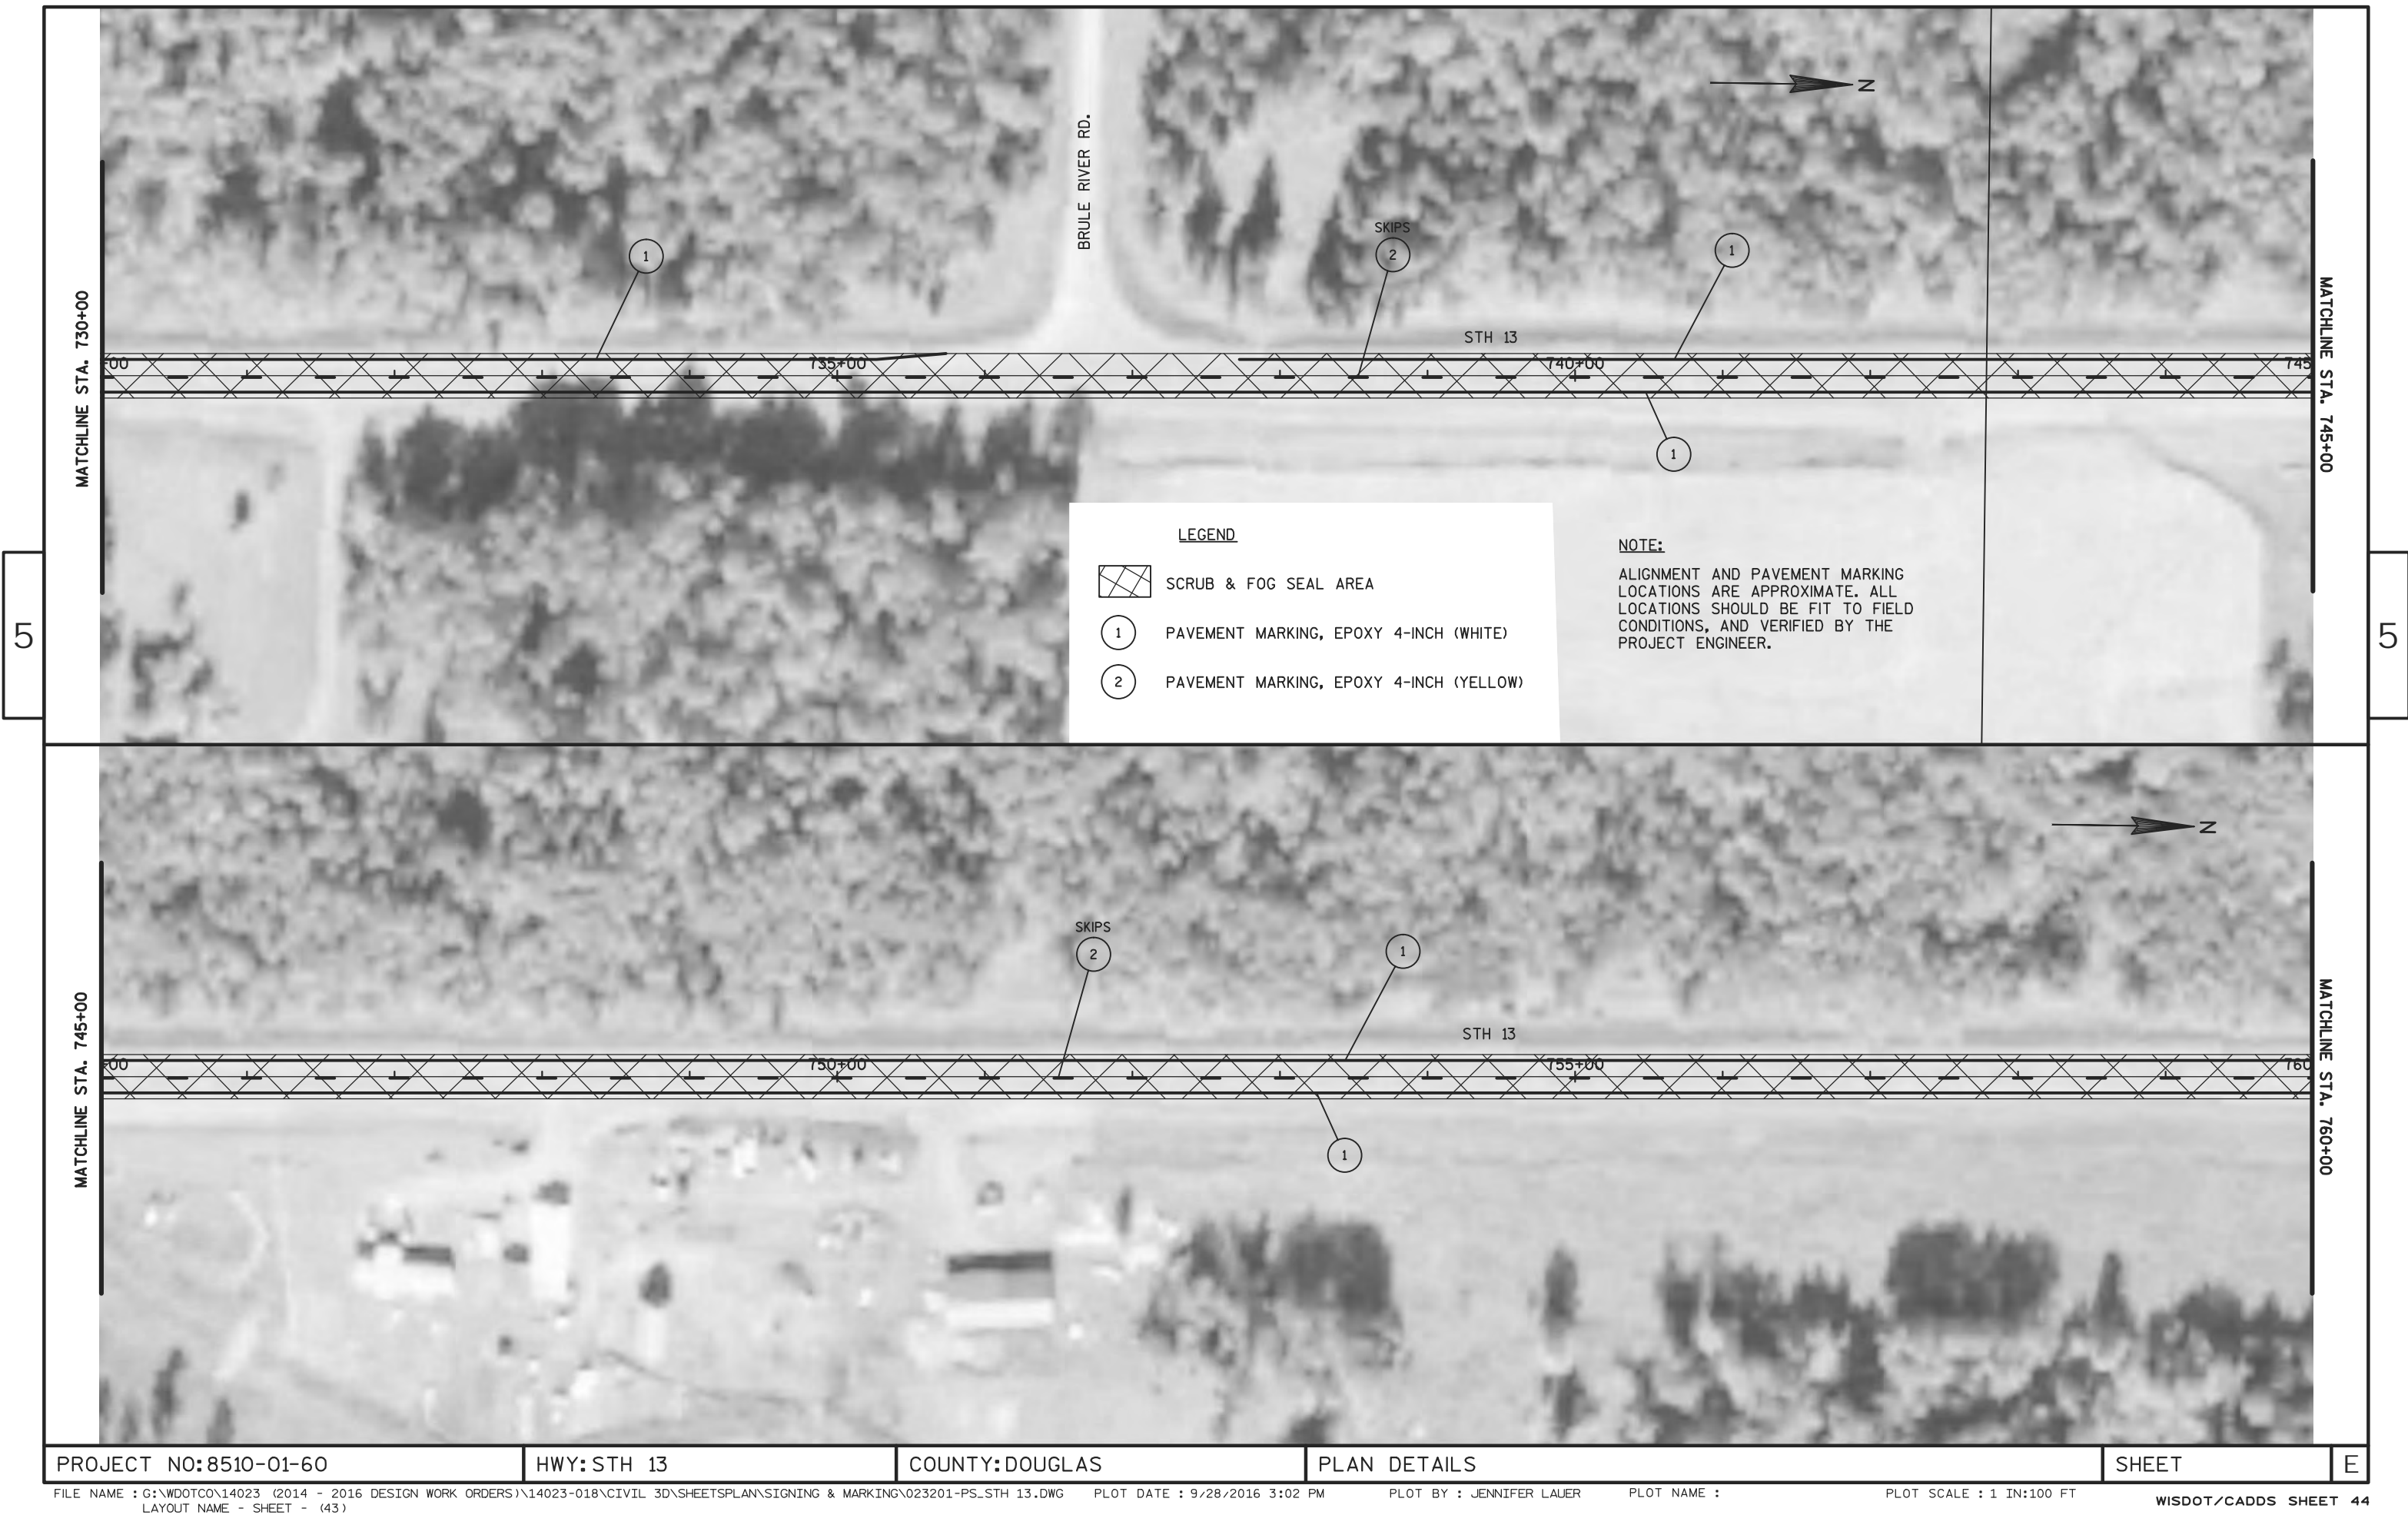 N
BRULE RIVER RD.
SKIPS
1
2
1
STH 13
MATCHLINE STA. 730+00
+00
735+00
740+00
745
MATCHLINE STA. 745+00
1
LEGEND
SCRUB & FOG SEAL AREA
1 PAVEMENT MARKING, EPOXY 4-INCH (WHITE)
2 PAVEMENT MARKING, EPOXY 4-INCH (YELLOW)
NOTE:
ALIGNMENT AND PAVEMENT MARKING
LOCATIONS ARE APPROXIMATE. ALL
LOCATIONS SHOULD BE FIT TO FIELD
CONDITIONS, AND VERIFIED BY THE
PROJECT ENGINEER.
5
5
N
SKIPS
2
1
STH 13
MATCHLINE STA. 745+00
+00
750+00
755+00
760
MATCHLINE STA. 760+00
1
PROJECT NO:8510-01-60
HWY:STH 13
COUNTY:DOUGLAS
PLAN DETAILS
SHEET
E
FILE NAME : G:\WDOTCO\14023 (2014 - 2016 DESIGN WORK ORDERS)\14023-018\CIVIL 3D\SHEETSPLAN\SIGNING & MARKING\023201-PS_STH 13.DWG
LAYOUT NAME - SHEET - (43)
PLOT DATE : 9/28/2016 3:02 PM
PLOT BY : JENNIFER LAUER
PLOT NAME :
PLOT SCALE : 1 IN:100 FT
WISDOT/CADDS SHEET 44